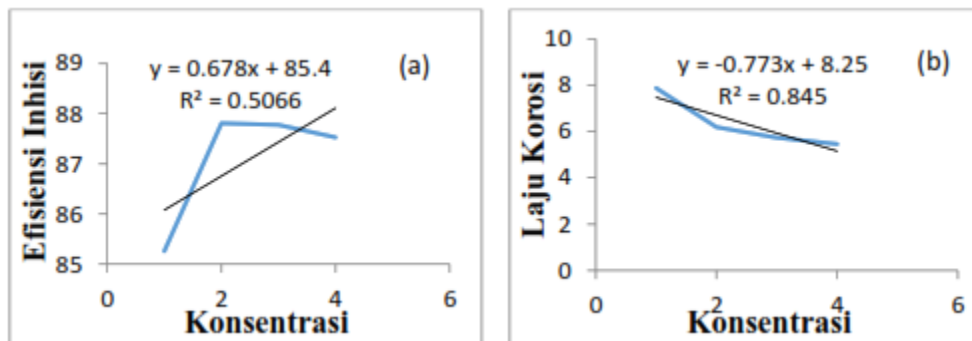 Efisiensi Inhisi
89
88
87
86
85
y = 0.678x + 85.4
R² = 0.5066
(a)
0 2 4 6
Konsentrasi
Laju Korosi
10
8
6
4
2
0
y = -0.773x + 8.25
R² = 0.845
(b)
0 2 4 6
Konsentrasi